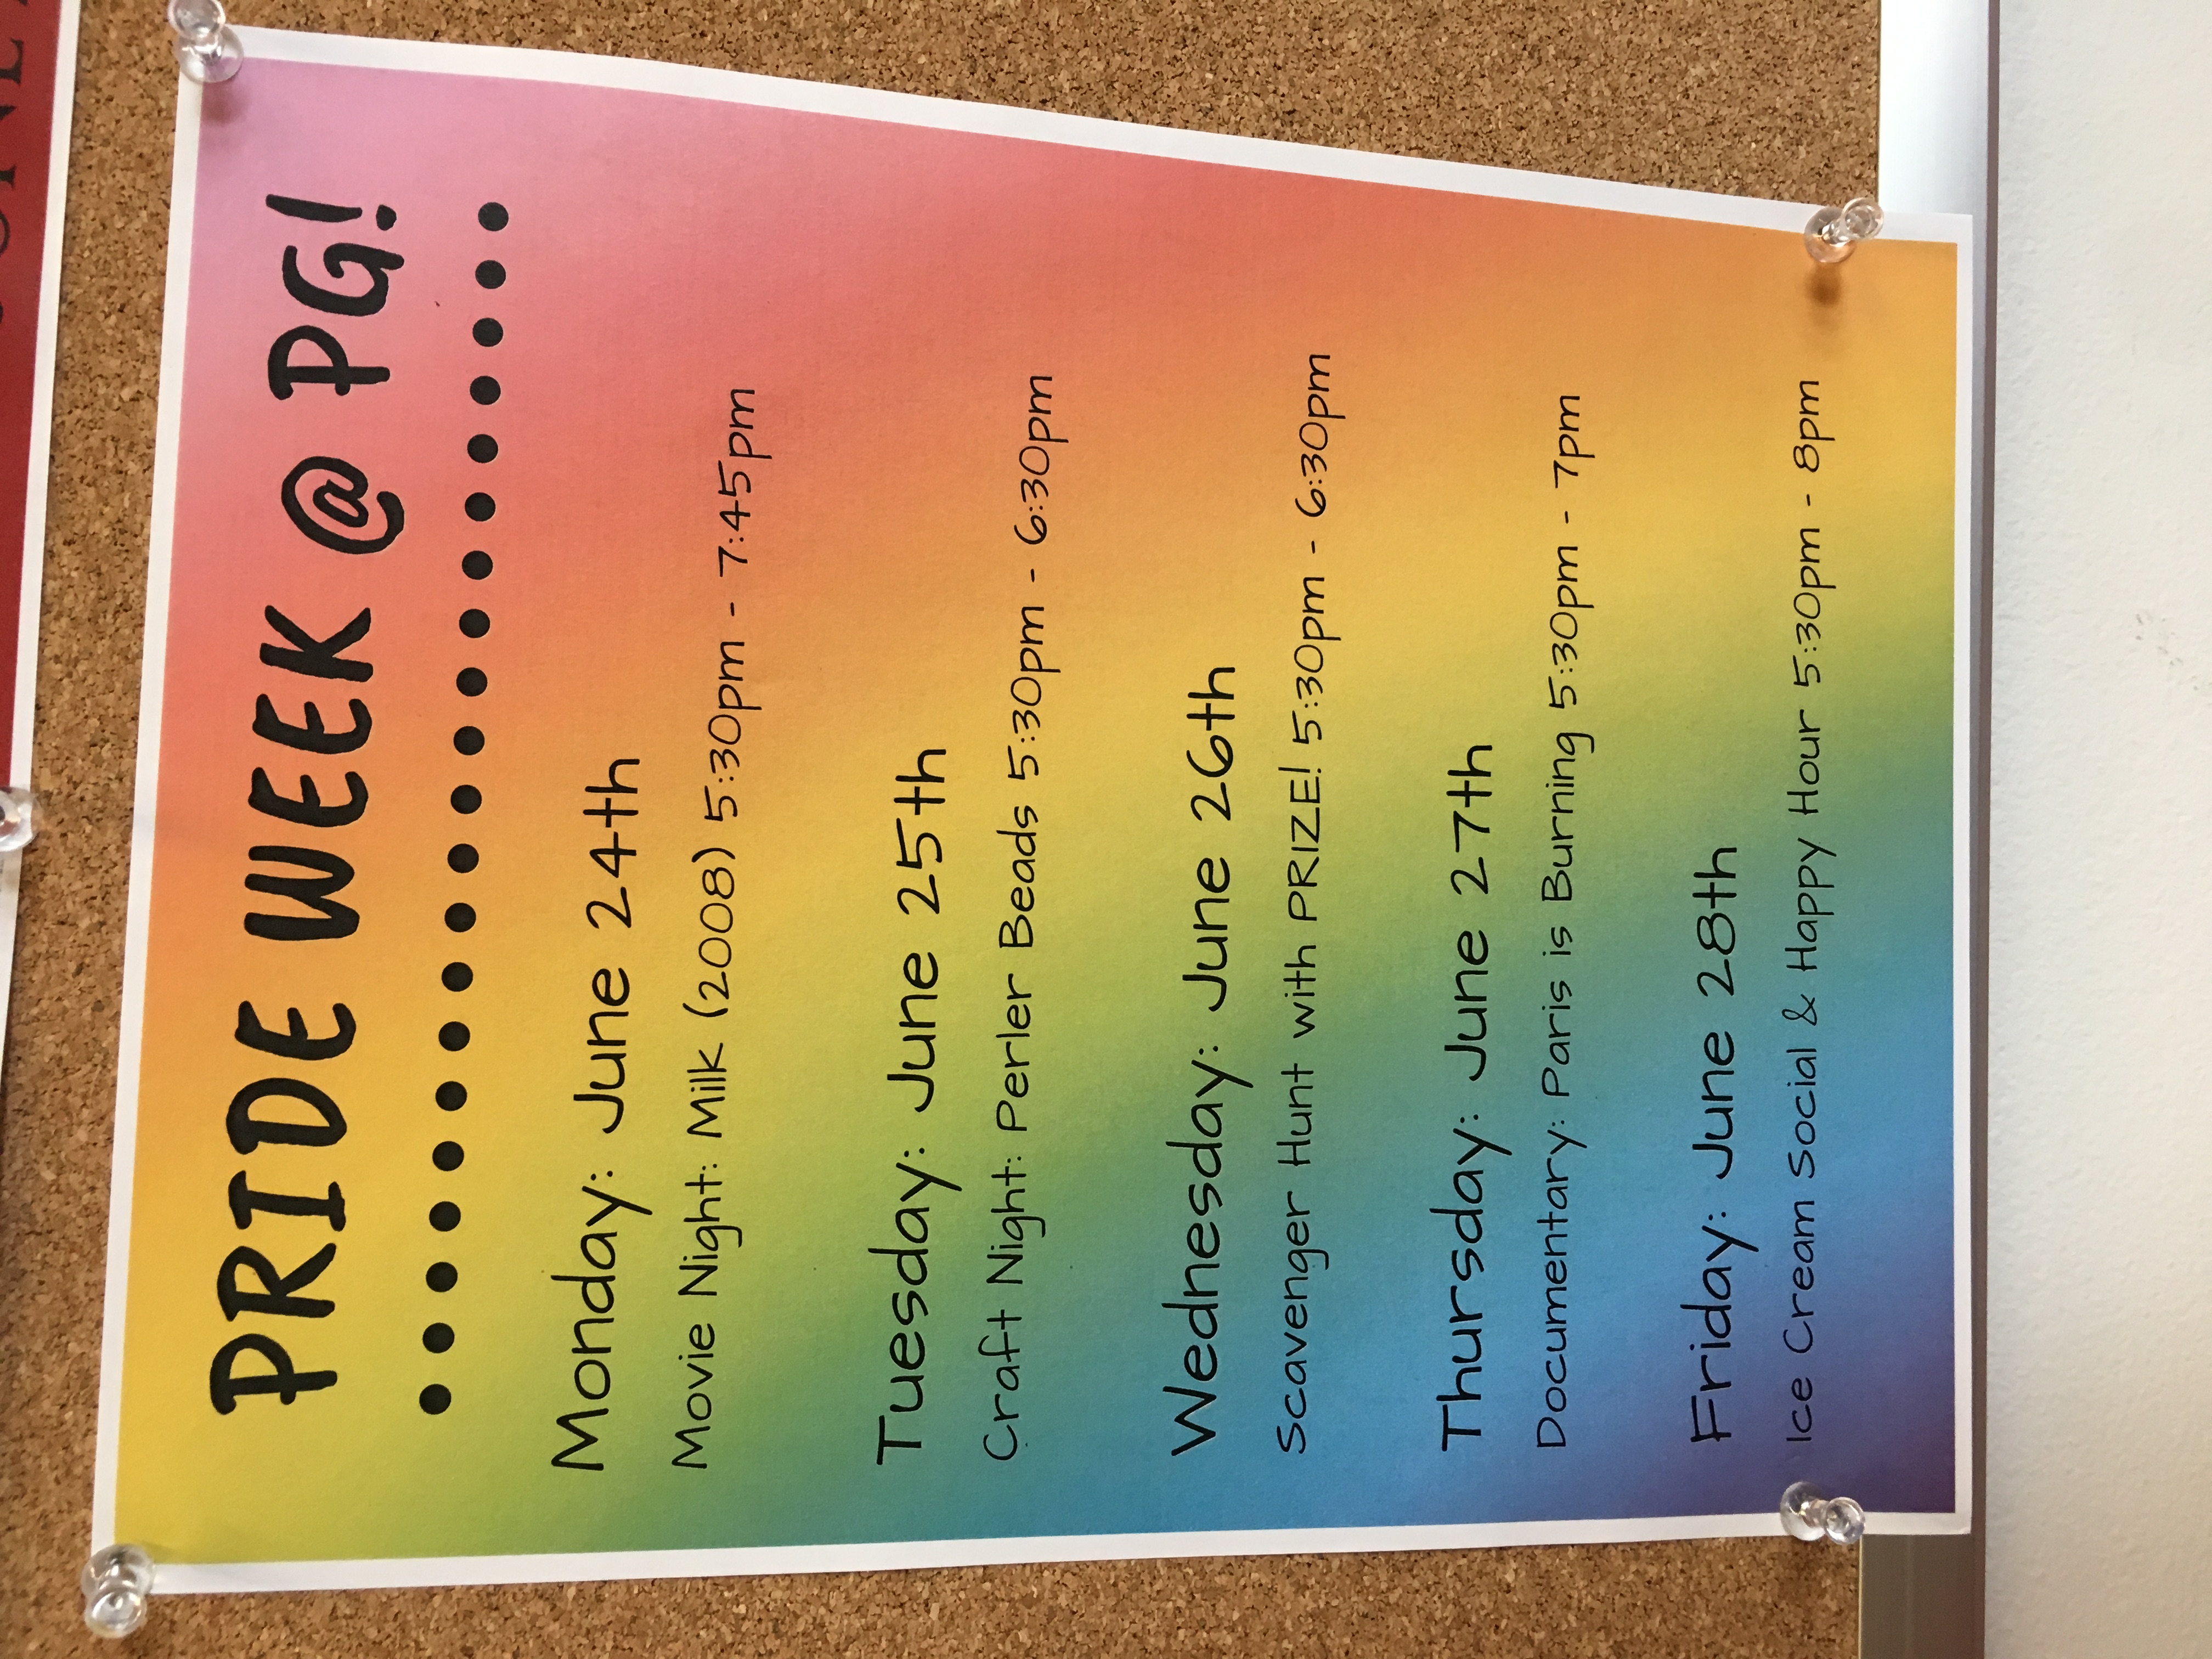 PRIDE WEEK @ PG!
Monday: June 24th
Movie Night: Milk (2008) 5:30pm - 7:45pm
Tuesday: June 25th
Craft Night: Perler Beads 5:30pm - 6:30pm
Wednesday: June 26th
Scavenger Hunt with PRIZE! 5:30pm - 6:30pm
Thursday: June 27th
Documentary: Paris is Burning 5:30pm - 7pm
Friday: June 28th
Ice Cream Social & Happy Hour 5:30pm - 8pm